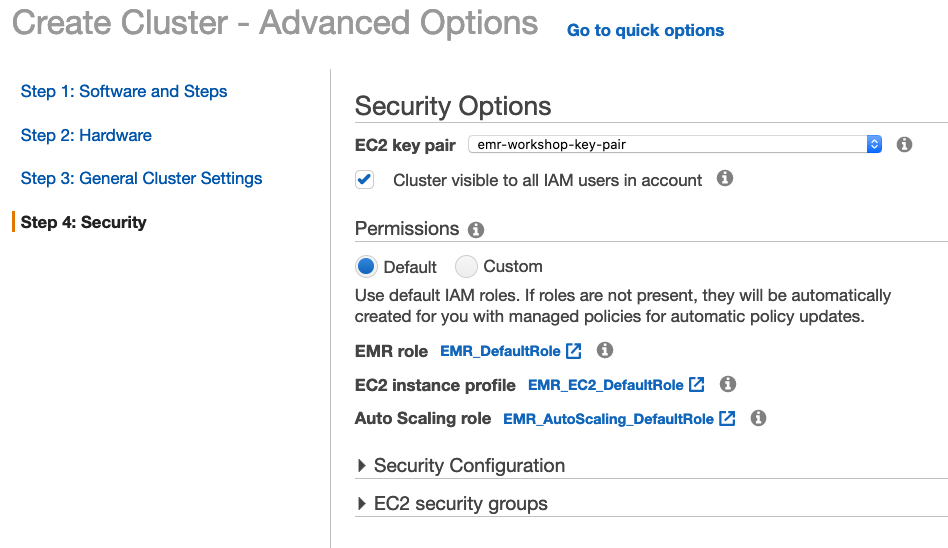 Create Cluster - Advanced Options
Go to quick options
Step 1: Software and Steps
Step 2: Hardware
Step 3: General Cluster Settings
Step 4: Security
Security Options
EC2 key pair emr-workshop-key-pair
Cluster visible to all IAM users in account
Permissions
Default Custom
Use default IAM roles. If roles are not present, they will be automatically
created for you with managed policies for automatic policy updates.
EMR role EMR_DefaultRole
EC2 instance profile EMR_EC2_DefaultRole
Auto Scaling role EMR_AutoScaling_DefaultRole
Security Configuration
EC2 security groups